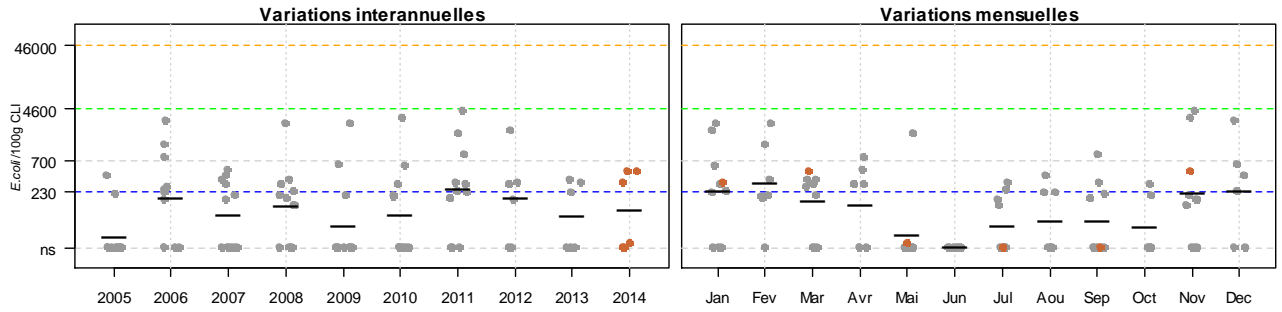 Variations interannuelles
Variations mensuelles
E.coli /100g CLI
46000
4600
700
230
ns
2005 2006 2007 2008 2009 2010 2011 2012 2013 2014
Jan Fev Mar Avr Mai Jun Jul Aou Sep Oct Nov Dec